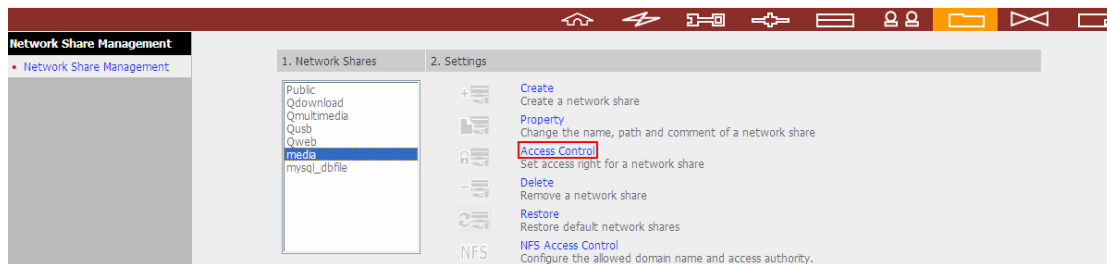 Network Share Management
Network Share Management
1. Network Shares
2. Settings
Public
Qdownload
Qmultimedia
Qusb
Qweb
media
mysql_dbfile
Create
Create a network share
Property
Change the name, path and comment of a network share
Access Control
Set access right for a network share
Delete
Remove a network share
Restore
Restore default network shares
NFS
NFS Access Control
Configure the allowed domain name and access authority.